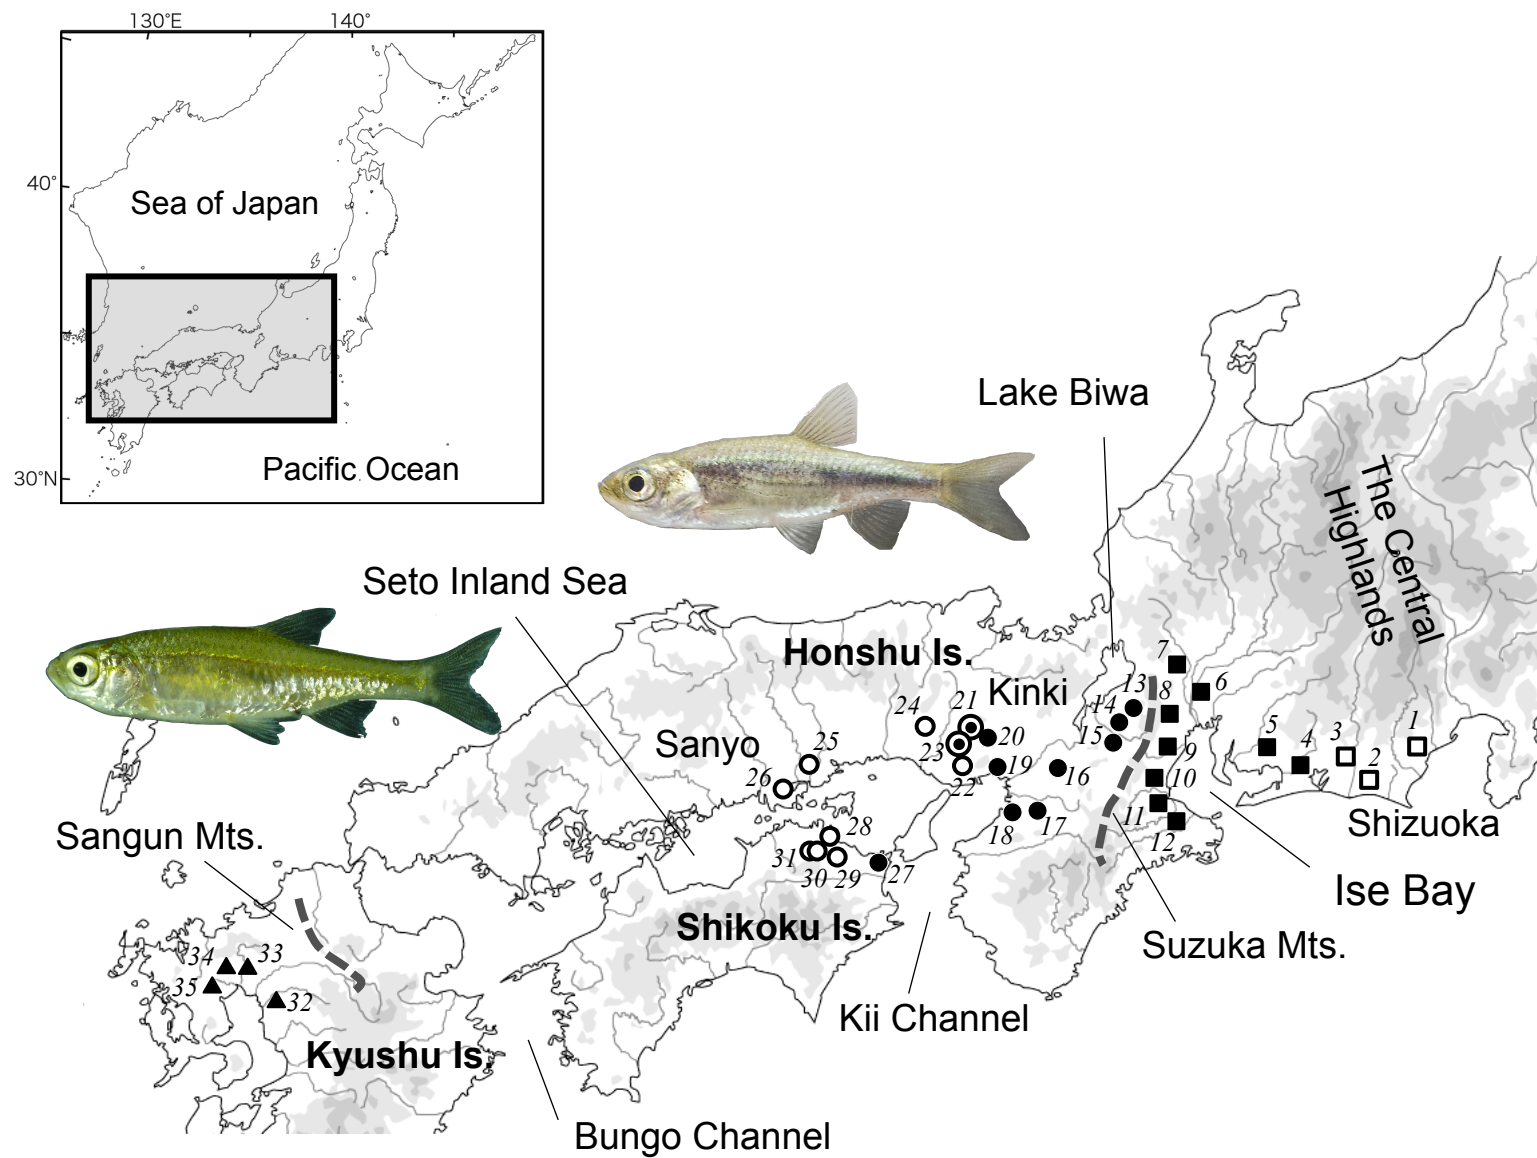 130°E
140°
40°
Sea of Japan
30°N
Pacific Ocean
Lake Biwa
The Central
Highlands
Seto Inland Sea
Honshu Is.
Kinki
Sanyo
7
6
13
8
14
15
5
4
3
2
1
24
21
20
23
22
19
16
9
10
11
12
25
26
18
17
Shizuoka
28
31
30
29
27
Sangun Mts.
Ise Bay
Shikoku Is.
Suzuka Mts.
34
33
35
32
Kii Channel
Kyushu Is.
Bungo Channel